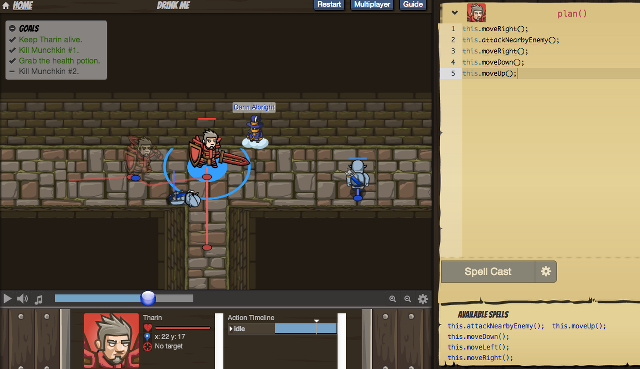 HOME
DRINK ME
Restart
Multiplayer
Guide
GOALS
Keep Tharin alive.
Kill Munchkin #1.
Grab the health potion.
Kill Munchkin #2.
Damn Albright
plan()
1 this.moveRight();
2 this.attackNearbyEnemy();
3 this.moveRight();
4 this.moveDown();
5 this.moveUp();
Spell Cast
Tharin
x: 22 y: 17
No target
Action Timeline
idle
AVAILABLE SPELLS
this.attackNearbyEnemy(); this.moveUp();
this.moveDown();
this.moveLeft();
this.moveRight();